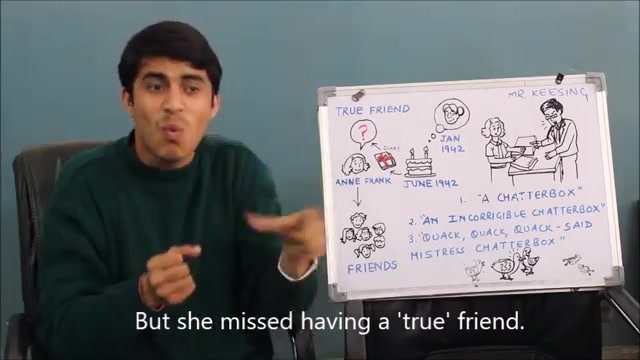 TRUE FRIEND
MR KEESING
?
DIARY
JAN
1942
ANNE FRANK
JUNE 1942
FRIENDS
1. "A CHATTERBOX"
2. "AN INCORRIGIBLE CHATTERBOX"
3. "QUACK, QUACK, QUACK - SAID
MISTRESS CHATTERBOX"
But she missed having a 'true' friend.